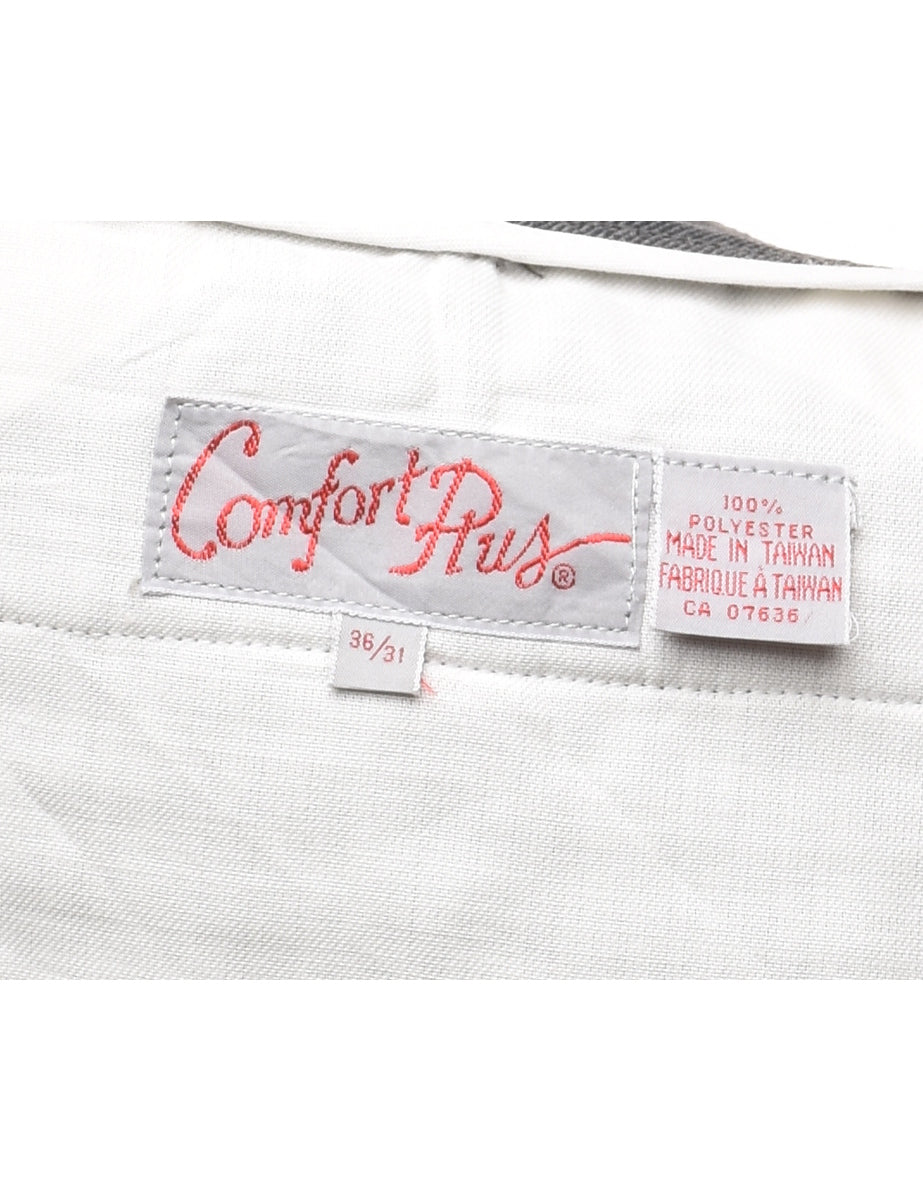 Comfort Plus®
36/31
100%
POLYESTER
MADE IN TAIWAN
FABRIQUE À TAIWAN
CA 07636